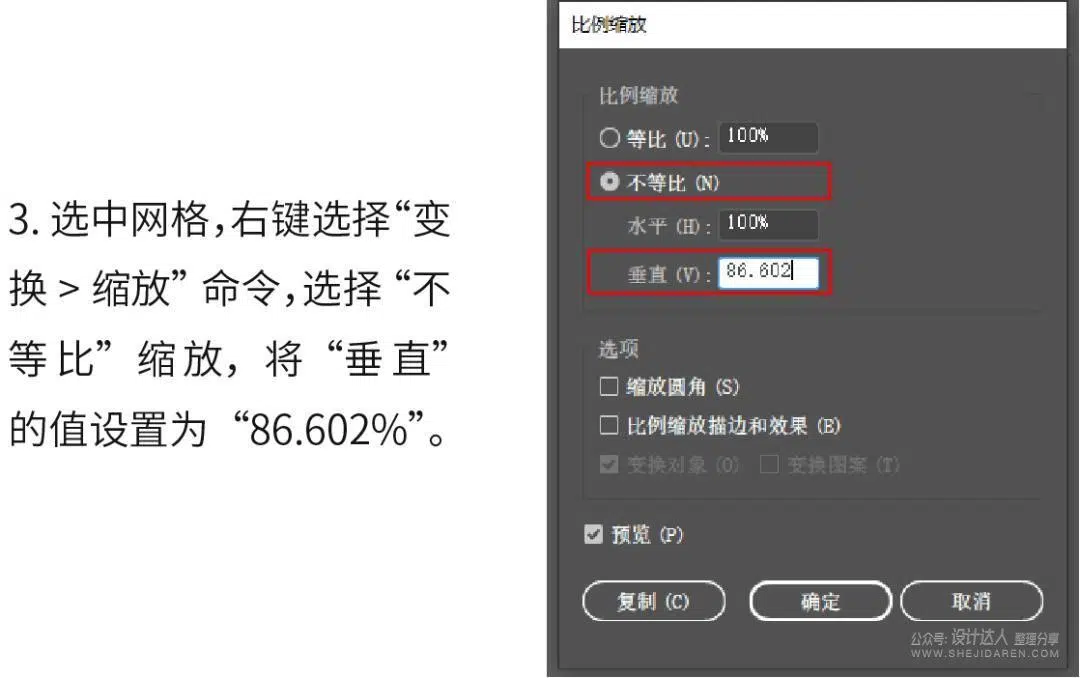 3. 选中网格，右键选择“变
换 > 缩放” 命令，选择 “不
等比” 缩放，将 “垂直”
的值设置为 “86.602%”。
比例缩放
比例缩放
等比 (U)： 100%
不等比 (N)
水平 (H)： 100%
垂直 (V)： 86.602
选项
缩放圆角 (S)
比例缩放描边和效果 (E)
变换对象 (O) 变换图案 (T)
预览 (P)
复制 (C) 确定 取消
公众号: 设计达人 整理分享
WWW.SHEJIDAREN.COM